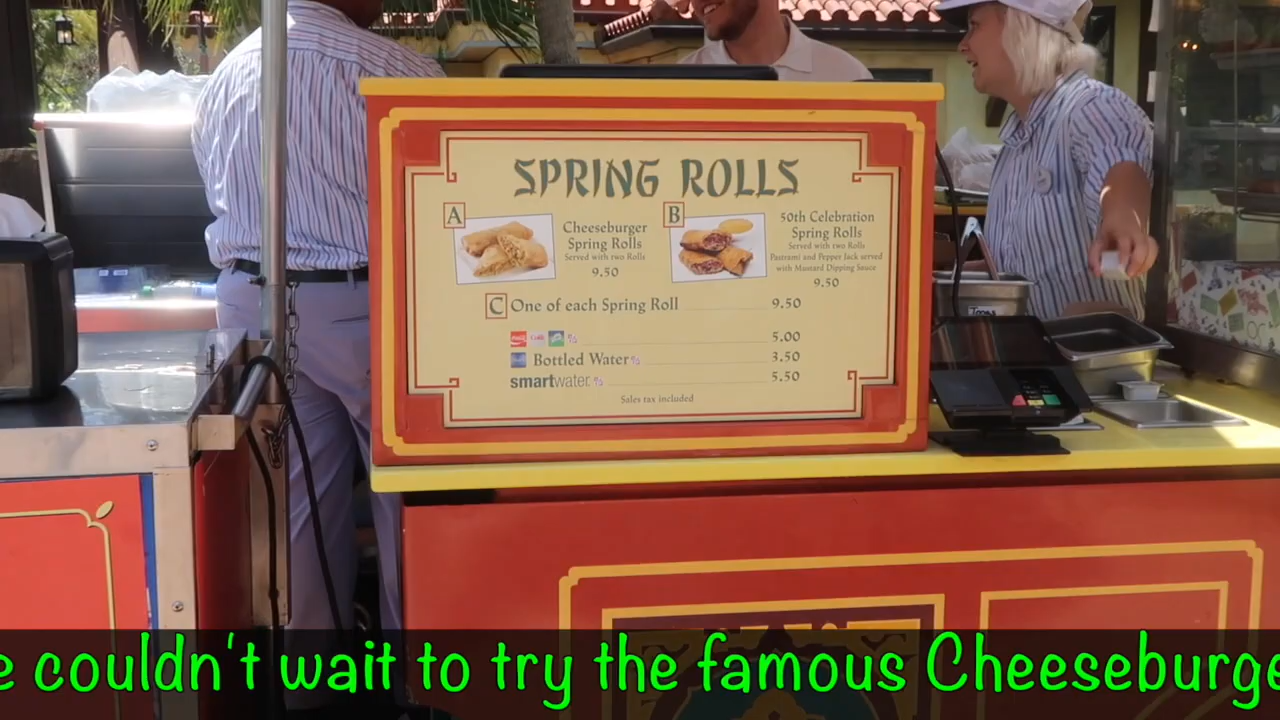 SPRING ROLLS
A
Cheeseburger
Spring Rolls
Served with two Rolls
9.50
B
50th Celebration
Spring Rolls
Served with two Rolls
Pastrami and Pepper Jack served
with Mustard Dipping Sauce
9.50
C One of each Spring Roll 9.50
5.00
Bottled Water 3.50
smartwater 5.50
Sales tax included
e couldn't wait to try the famous Cheeseburge